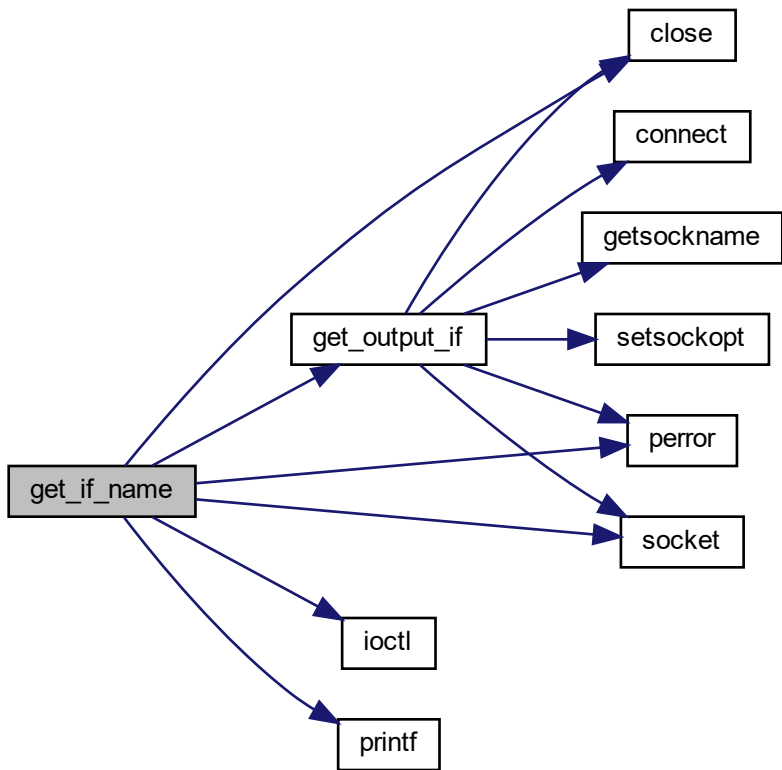 close
connect
getsockname
get_output_if
setsockopt
perror
get_if_name
socket
ioctl
printf